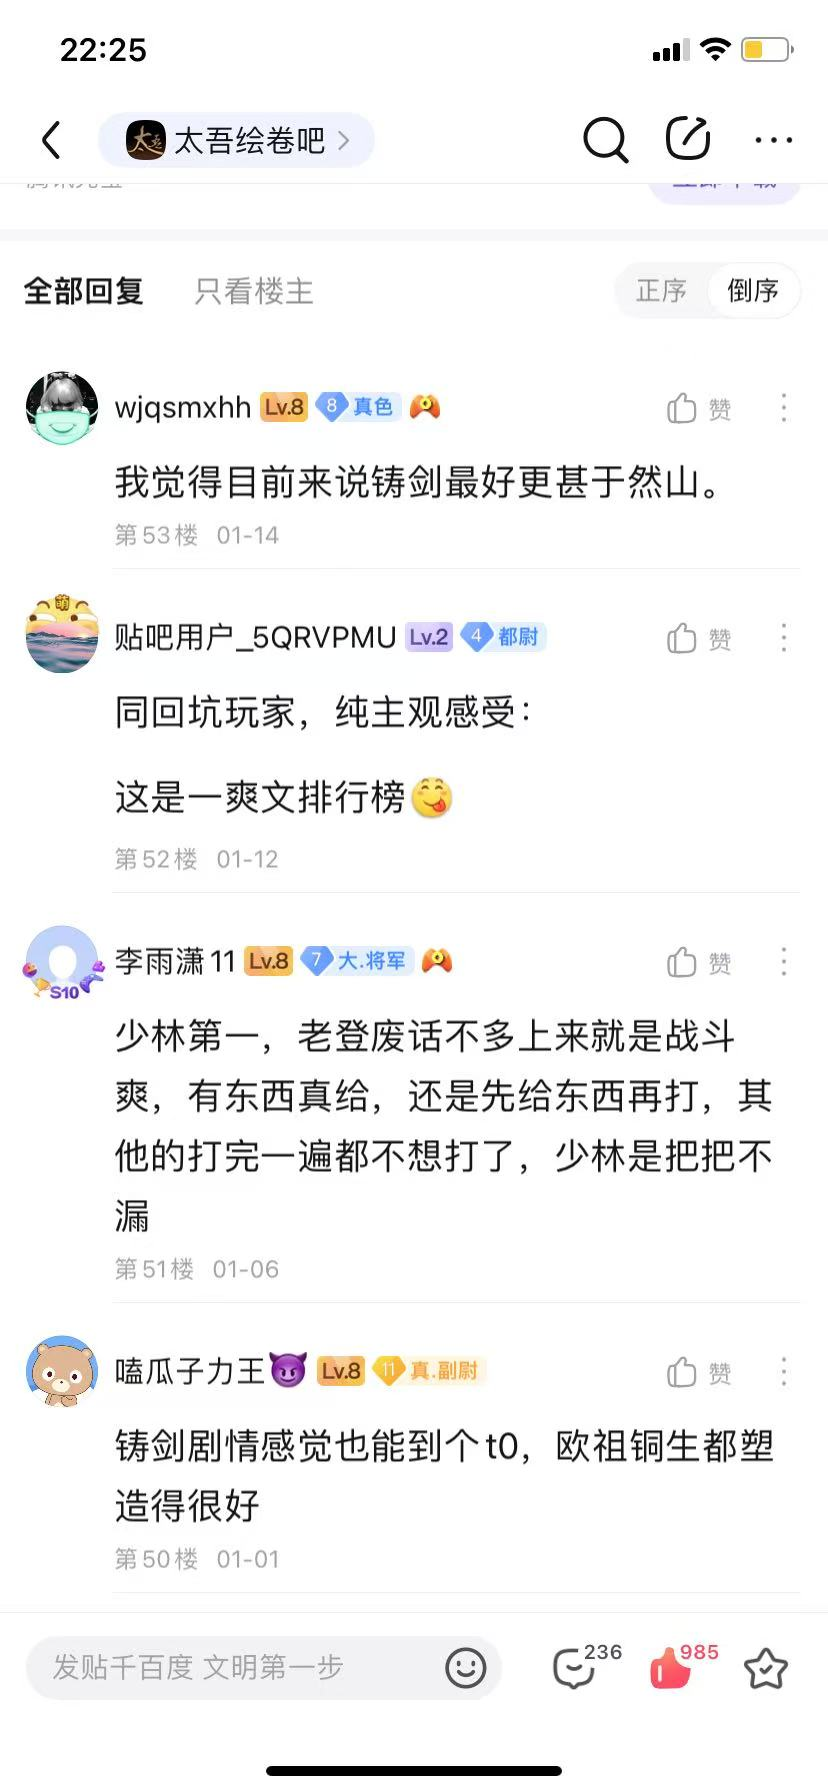 22:25
太吾绘卷吧
全部回复 只看楼主 正序 倒序
wjqsmxhh Lv.8 8 真色 赞
我觉得目前来说铸剑最好更甚于然山。
第53楼 01-14
萌
贴吧用户_5QRVPMU Lv.2 4 都尉 赞
同回坑玩家，纯主观感受：
这是一爽文排行榜
第52楼 01-12
S10
李雨潇11 Lv.8 7 大.将军 赞
少林第一，老登废话不多上来就是战斗
爽，有东西真给，还是先给东西再打，其
他的打完一遍都不想打了，少林是把把不
漏
第51楼 01-06
嗑瓜子力王 Lv.8 11 真.副尉 赞
铸剑剧情感觉也能到个t0，欧祖铜生都塑
造得很好
第50楼 01-01
发贴千百度 文明第一步 236 985